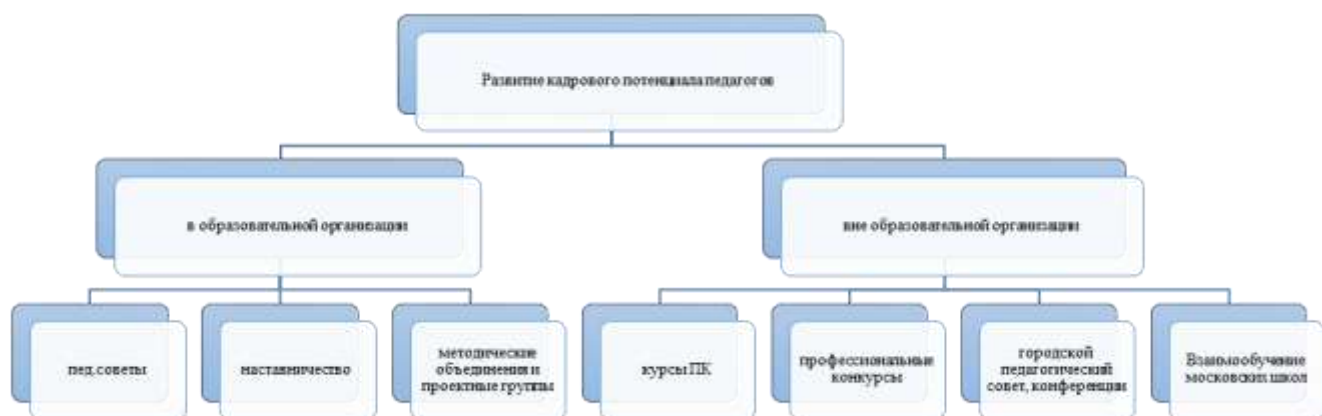 Развитие кадрового потенциала педагогов
в образовательной организации
вне образовательной организации
пед.советы
наставничество
методические
объединения и
проектные группы
курсы ПК
профессиональные
конкурсы
городской
педагогический
совет, конференции
Взаимообучение
московских школ